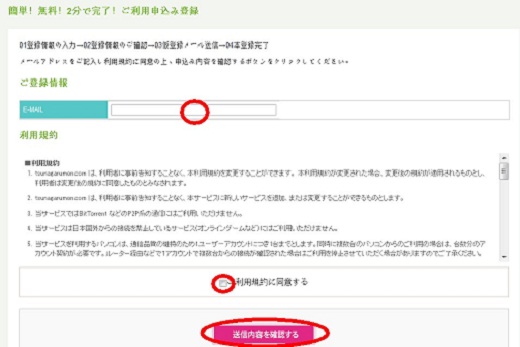 簡単! 無料! 2分で完了! ご利用申込み登録
01登録情報の入力→02登録情報のご確認→03仮登録メール送信→04本登録完了
メールアドレスをご記入し利用規約に同意の上、申込み内容を確認するボタンをクリックしてください。
ご登録情報
E-MAIL
利用規約
■利用規約
1. tounagarumon.com は、利用者に事前告知することなく、本利用規約を変更することができます。本利用規約が変更された場合、変更後の規約が適用されるものとし、
利用者は変更後の規約に同意したものとみなされます。
2. tounagarumon.com は、利用者に事前告知することなく、本サービスに新しいサービスを追加、または変更することができるものとします。
3. 当サービスではBitTorrent などのP2P系の通信にはご利用いただけません。
4. 当サービスは日本国外からの接続を禁止しているサービス(オンラインゲームなど)にはご利用いただけません。
5. 当サービスを利用するパソコンは、通信品質の維持のため1ユーザーアカウントにつき1台までとします。同時に複数台のパソコンからのご利用の場合は、台数分のア
カウント契約が必要です。ルーター経由などで1アカウントで複数台からの接続が確認された場合はご利用を停止させていただく場合がありますのでご了承ください。
利用規約に同意する
送信内容を確認する